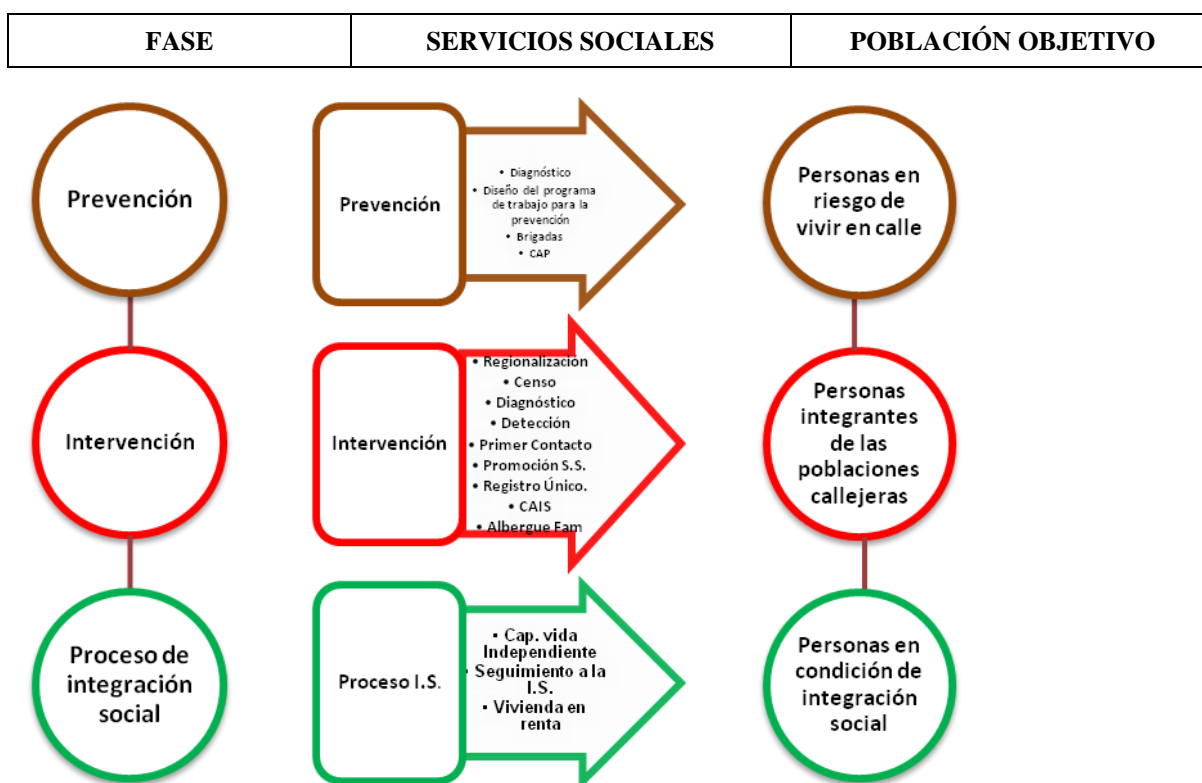 FASE
SERVICIOS SOCIALES
POBLACIÓN OBJETIVO
Prevención
Prevención
• Diagnóstico
• Diseño del programa
de trabajo para la
prevención
• Brigadas
• CAP
Personas en
riesgo de
vivir en calle
Intervención
Intervención
• Regionalización
• Censo
• Diagnóstico
• Detección
• Primer Contacto
• Promoción S.S.
• Registro Único.
• CAIS
• Albergue Fam
Personas
integrantes
de las
poblaciones
callejeras
Proceso de
integración
social
Proceso I.S.
• Cap. vida
Independiente
• Seguimiento a la
I.S.
• Vivienda en
renta
Personas en
condición de
integración
social